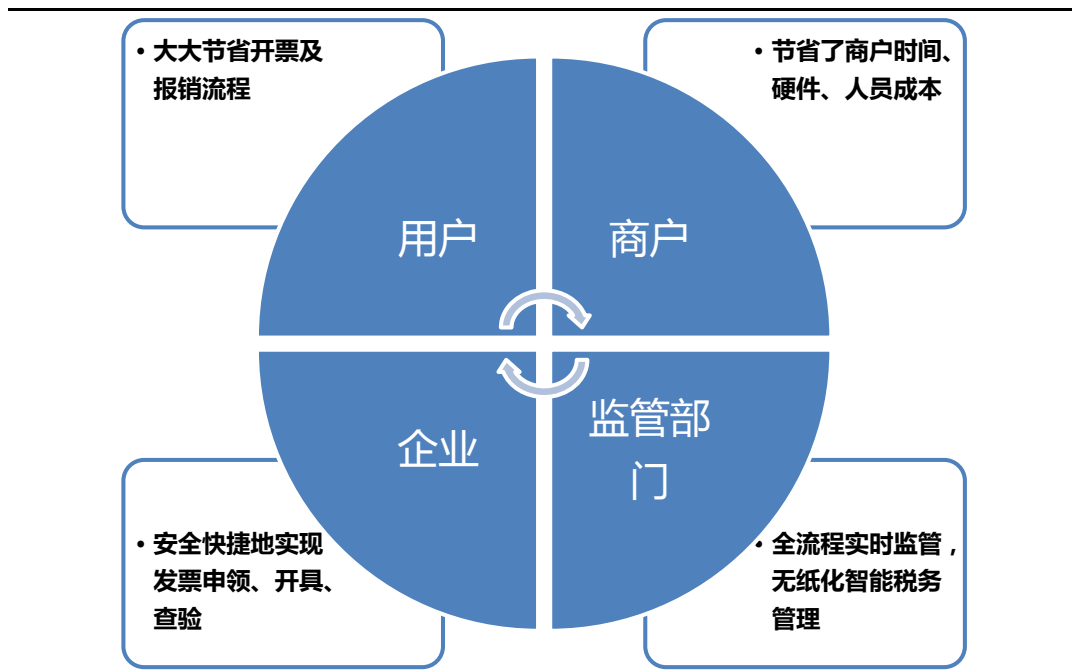 • 大大节省开票及
报销流程
• 节省了商户时间、
硬件、人员成本
用户
商户
企业
监管部
门
• 安全快捷地实现
发票申领、开具、
查验
• 全流程实时监管，
无纸化智能税务
管理